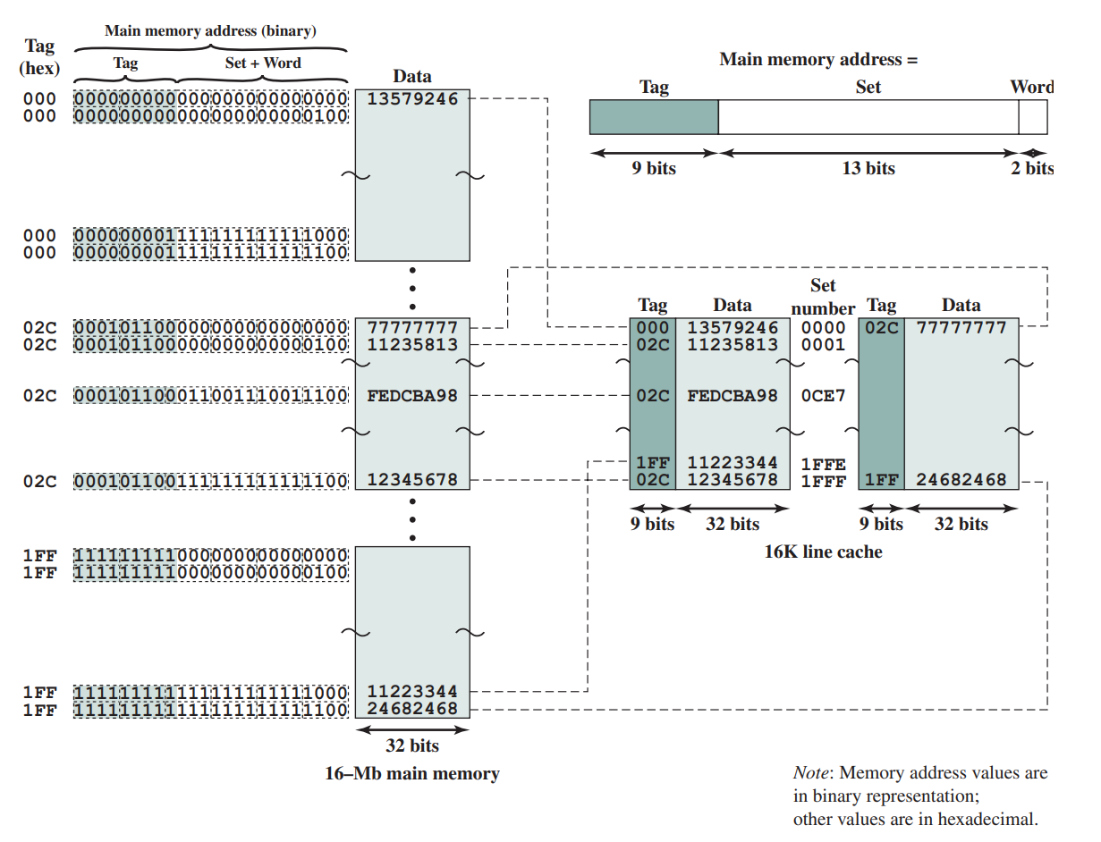 Main memory address (binary)
Tag
(hex)
Tag
Set + Word
Data
000 000000000000000000000000 13579246
000 000000000000000000000100
000 000000001111111111111000
000 000000001111111111111100
02C 000101100000000000000000 77777777
02C 000101100000000000000100 11235813
02C 000101100011001110011100 FEDCBA98
02C 000101100111111111111100 12345678
1FF 111111111000000000000000
1FF 111111111000000000000100
1FF 111111111111111111111000 11223344
1FF 111111111111111111111100 24682468
32 bits
16–Mb main memory
Main memory address =
Tag Set Word
9 bits 13 bits 2 bits
Set
Tag Data number Tag Data
000 13579246 0000 02C 77777777
02C 11235813 0001
02C FEDCBA98 0CE7
1FF 11223344 1FFE
02C 12345678 1FFF 1FF 24682468
9 bits 32 bits 9 bits 32 bits
16K line cache
Note: Memory address values are
in binary representation;
other values are in hexadecimal.